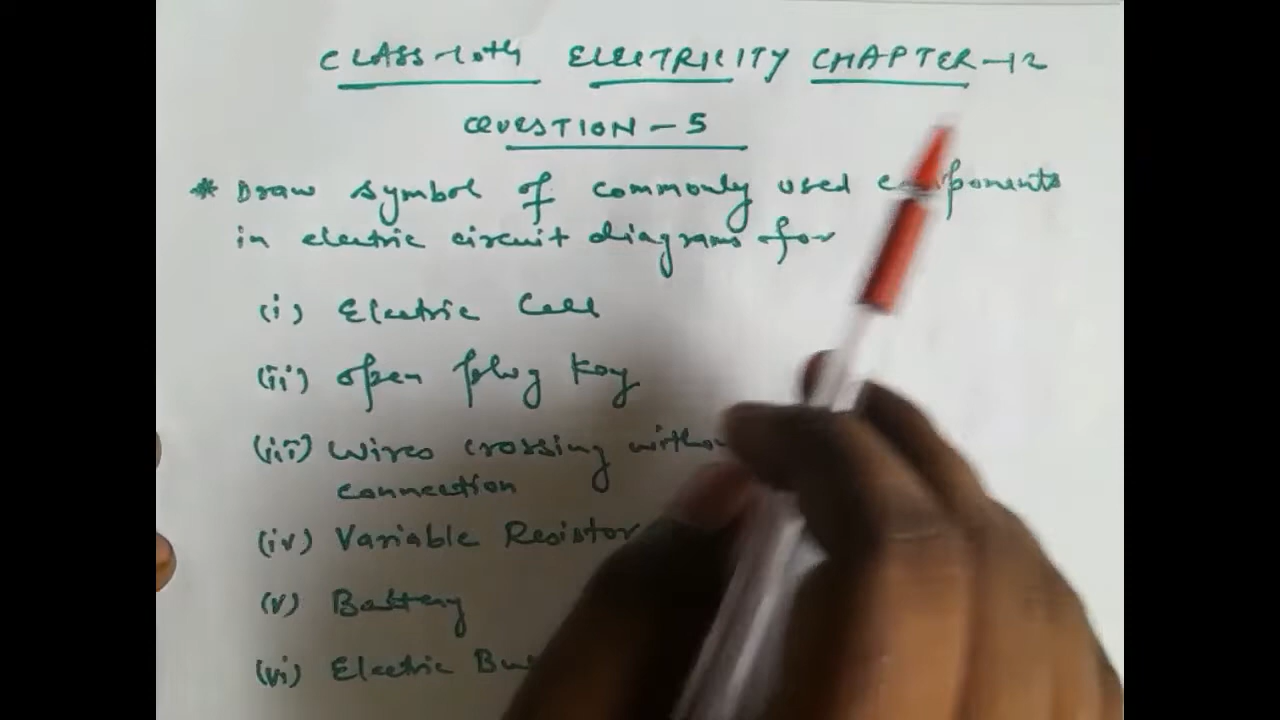 CLASS-10th ELECTRICITY CHAPTER-12
QUESTION-5
* Draw symbol of commonly used components
in electric circuit diagrams for
(i) Electric Cell
(ii) open plug Key
(iii) Wires crossing
connection
(iv) Variable Resistor
(v) Battery
(vi) Electric